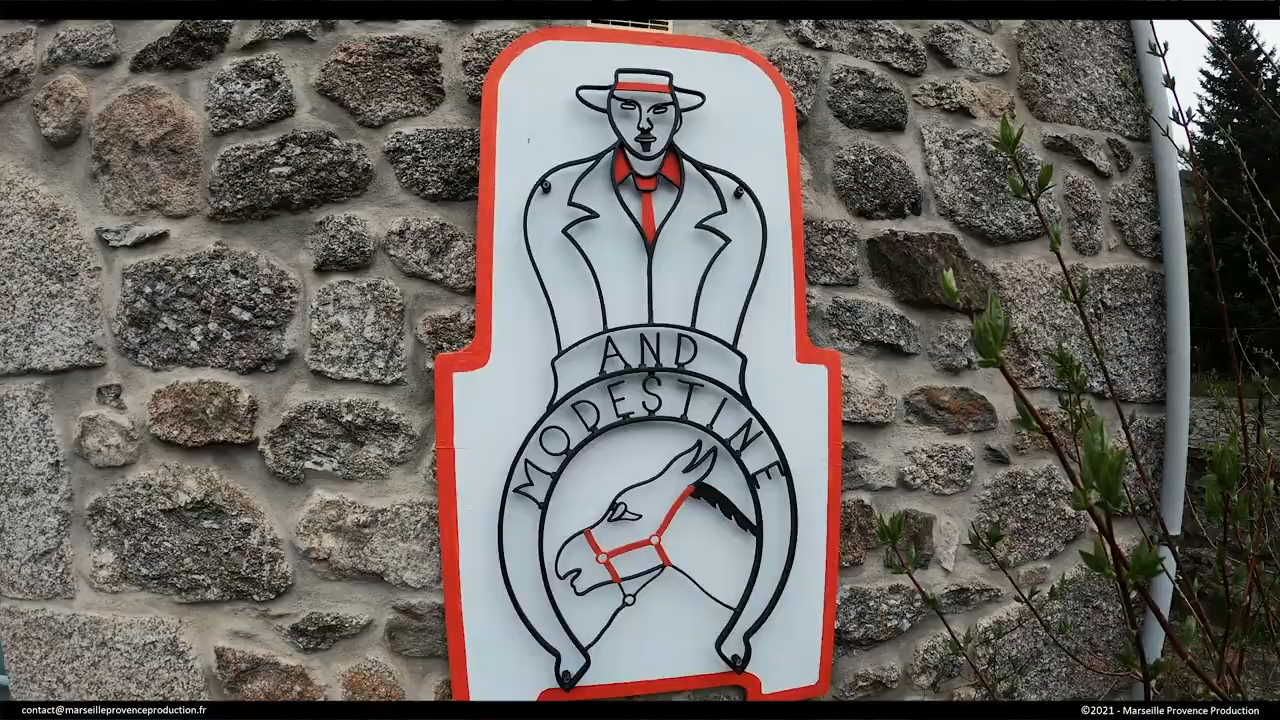 AND
MODESTINE
contact@marseilleprovenceproduction.fr
©2021 - Marseille Provence Production